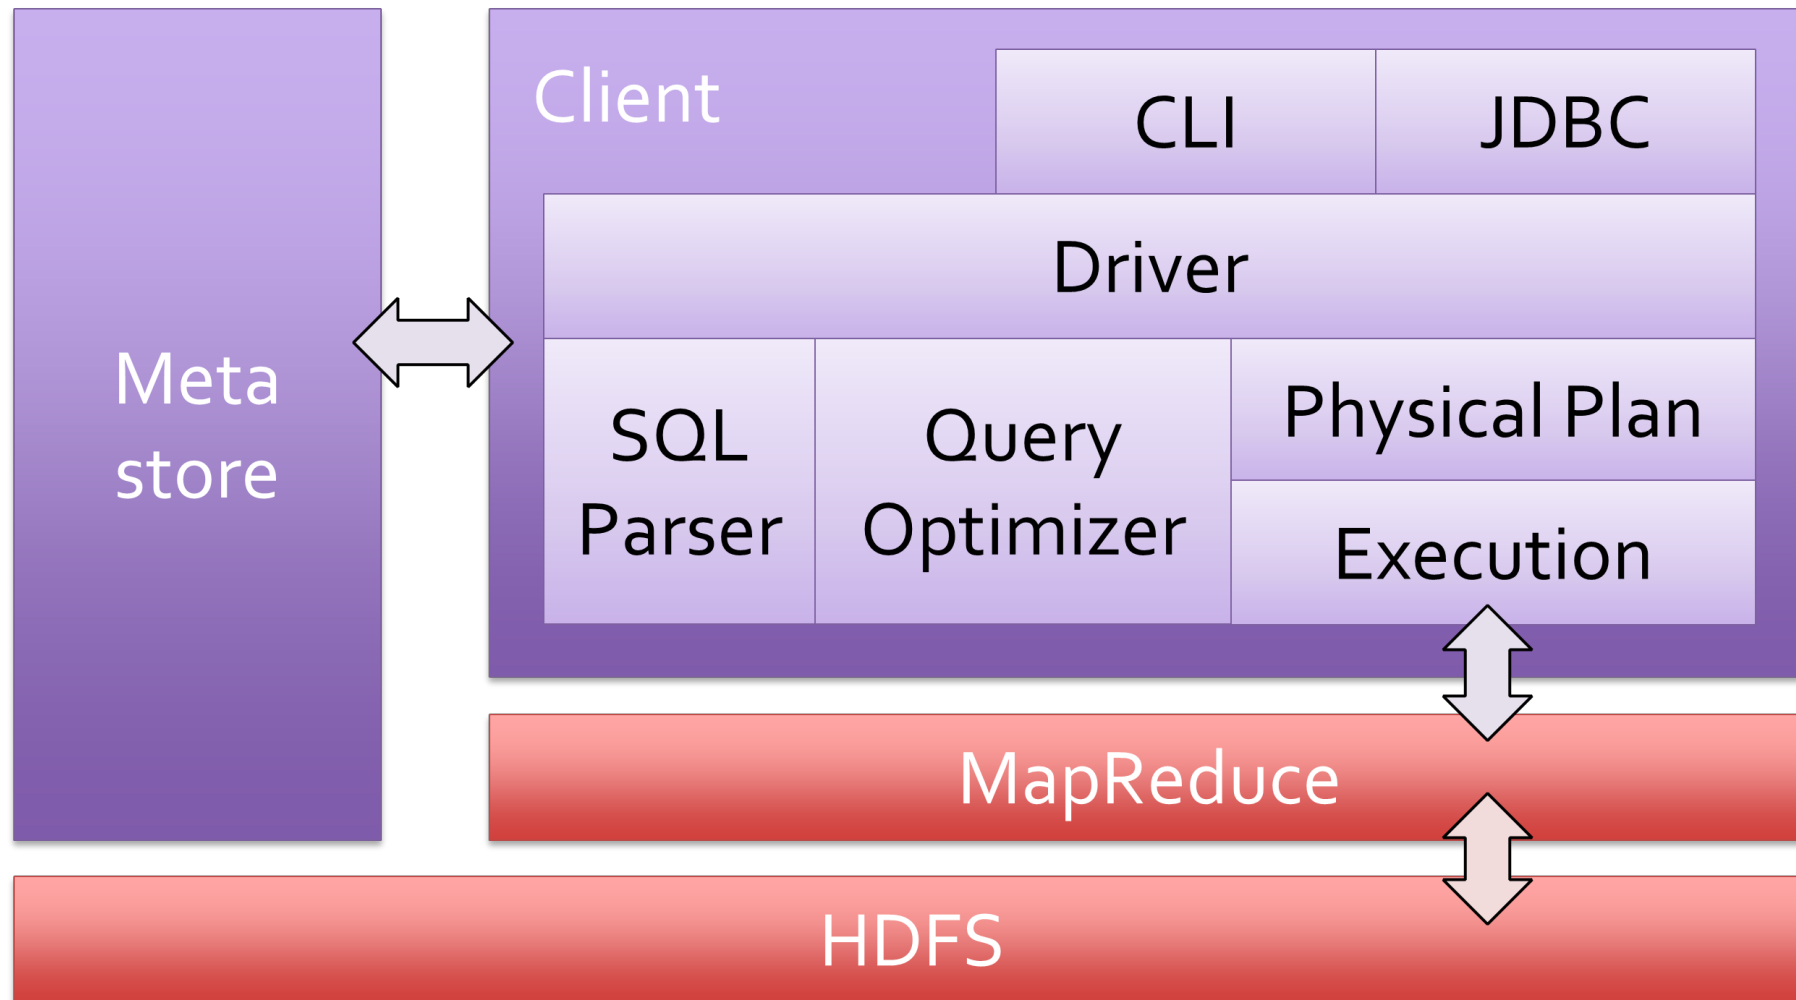 Client
CLI
JDBC
Driver
Meta
store
SQL
Parser
Query
Optimizer
Physical Plan
Execution
MapReduce
HDFS